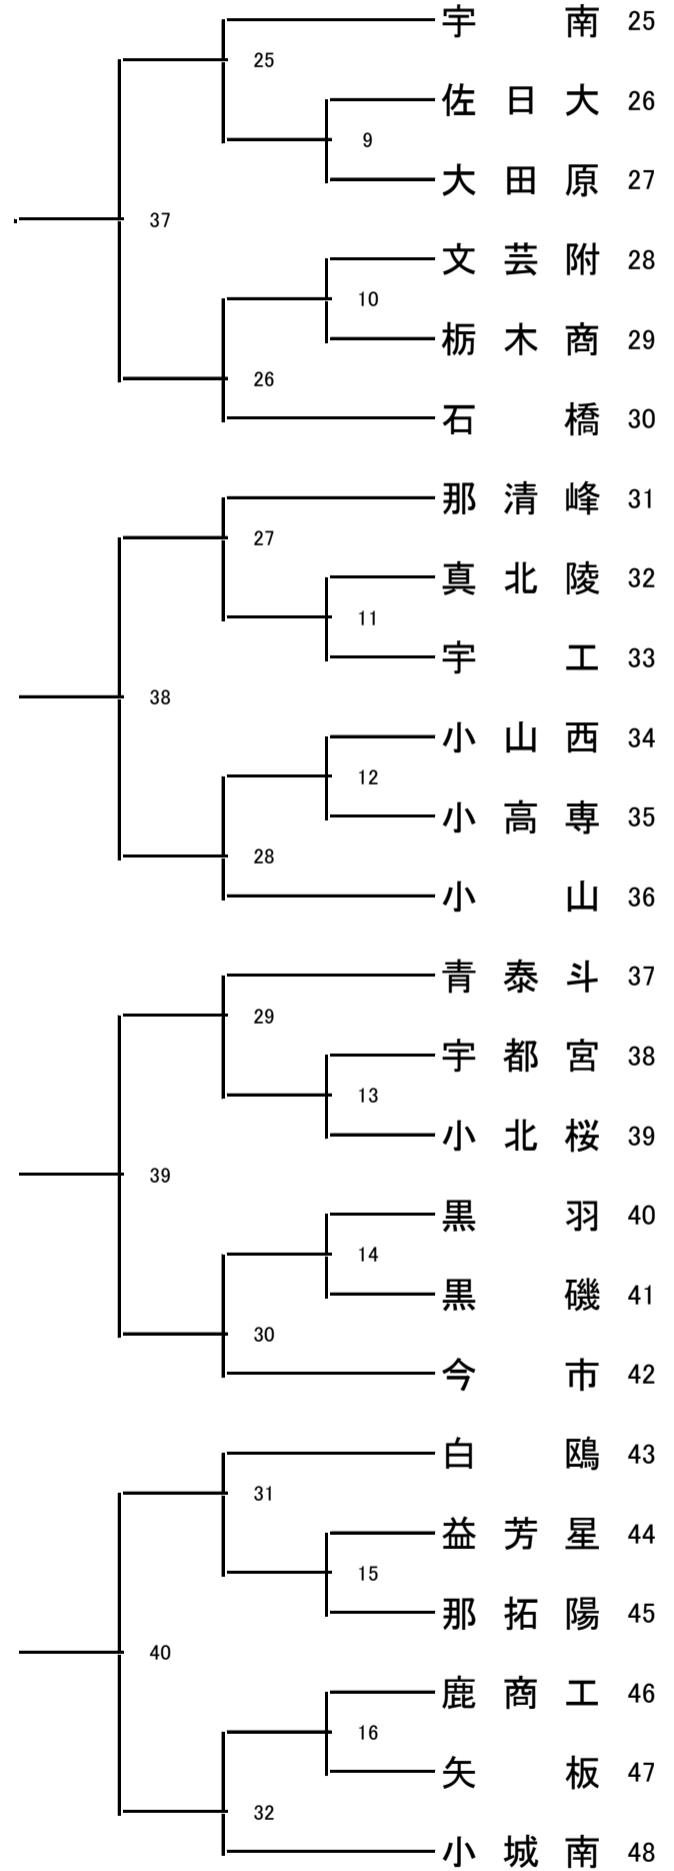 宇南 25
25
佐日大 26
9
大田原 27
37
文芸附 28
10
栃木商 29
26
石橋 30
那清峰 31
27
真北陵 32
11
宇工 33
38
小山西 34
12
小高専 35
28
小山 36
青泰斗 37
29
宇都宮 38
13
小北桜 39
39
黒羽 40
14
黒磯 41
30
今市 42
白鴎 43
31
益芳星 44
15
那拓陽 45
40
鹿商工 46
16
矢板 47
32
小城南 48